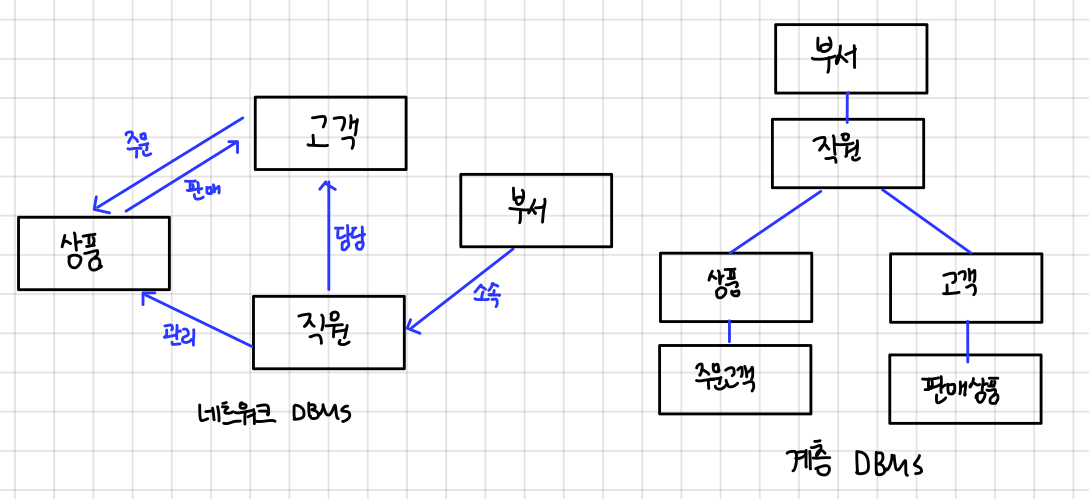 고객
주문
판매
상품
부서
담당
소속
직원
관리
네트워크 DBMS
부서
직원
상품
고객
주문고객
판매상품
계층 DBMS